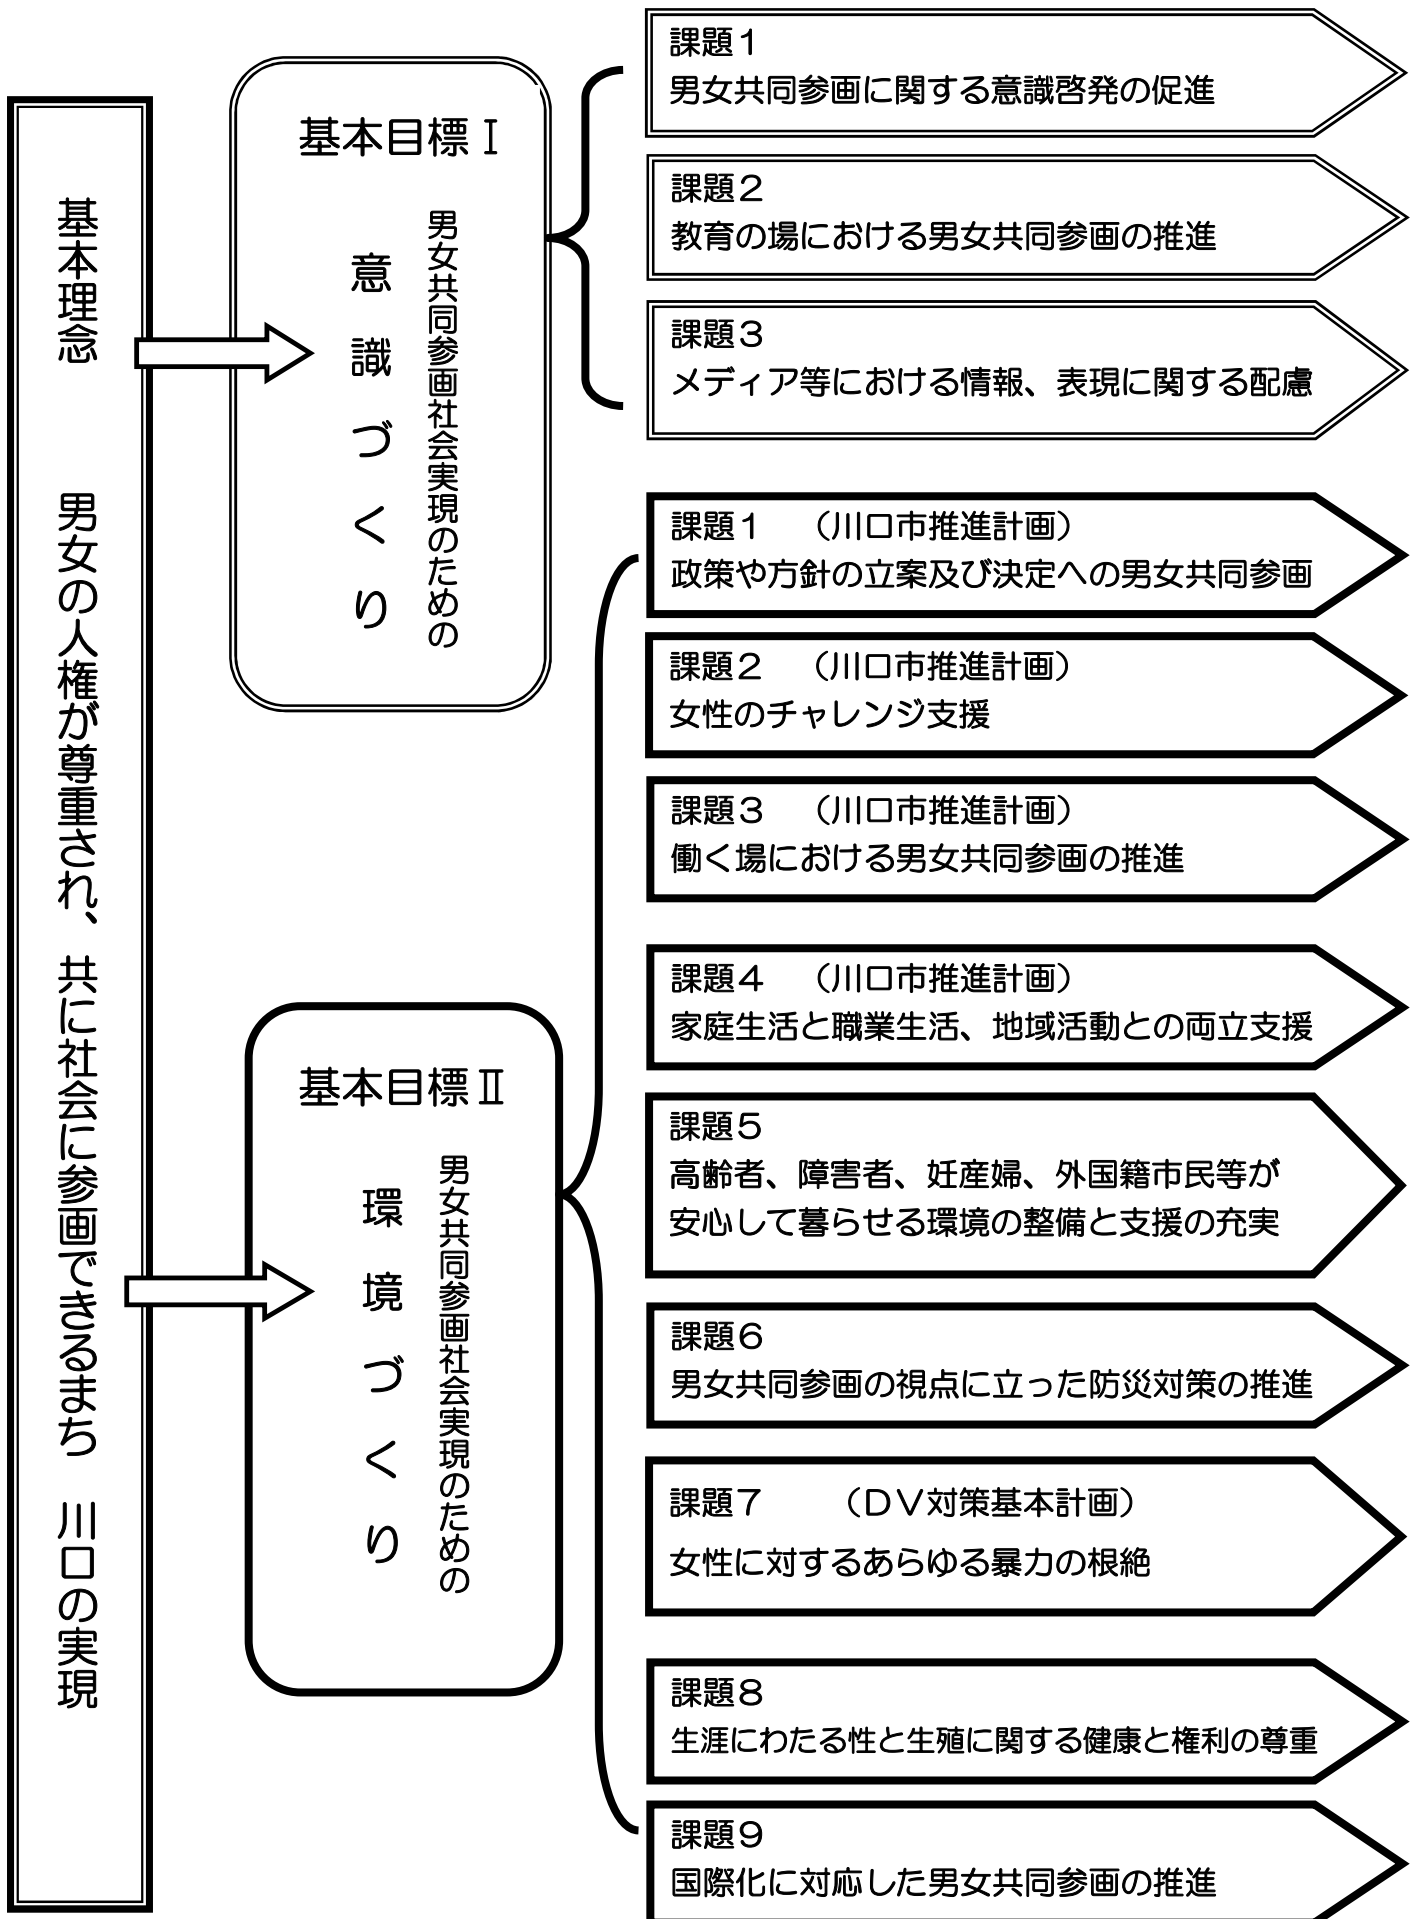 基本理念　　男女の人権が尊重され、共に社会に参画できるまち　川口の実現
基本目標Ⅰ
男女共同参画社会実現のための
意識づくり
課題１
男女共同参画に関する意識啓発の促進
課題２
教育の場における男女共同参画の推進
課題３
メディア等における情報、表現に関する配慮
基本目標Ⅱ
男女共同参画社会実現のための
環境づくり
課題１　（川口市推進計画）
政策や方針の立案及び決定への男女共同参画
課題２　（川口市推進計画）
女性のチャレンジ支援
課題３　（川口市推進計画）
働く場における男女共同参画の推進
課題４　（川口市推進計画）
家庭生活と職業生活、地域活動との両立支援
課題５
高齢者、障害者、妊産婦、外国籍市民等が
安心して暮らせる環境の整備と支援の充実
課題６
男女共同参画の視点に立った防災対策の推進
課題７　　（ＤＶ対策基本計画）
女性に対するあらゆる暴力の根絶
課題８
生涯にわたる性と生殖に関する健康と権利の尊重
課題９
国際化に対応した男女共同参画の推進